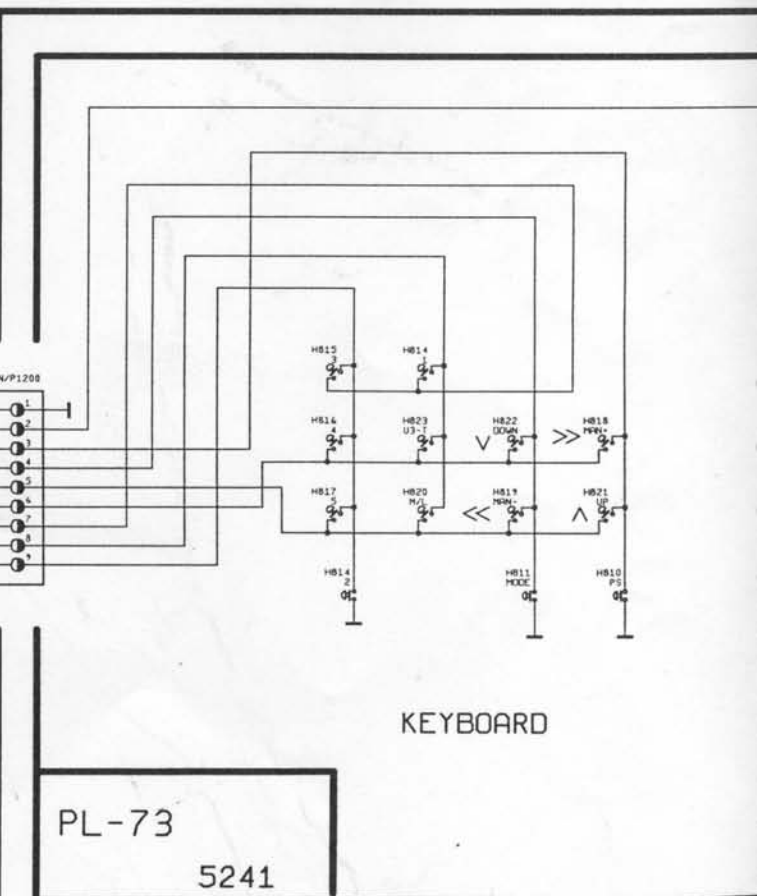 H815
3
H814
1
N/P1200
1
2
3
4
5
6
7
8
9
H816
4
H823
U3-T
H822
DOWN
H818
MAN+
H817
5
H820
M/L
H819
MAN-
H821
UP
H814
2
H811
MODE
H810
PS
KEYBOARD
PL-73
5241